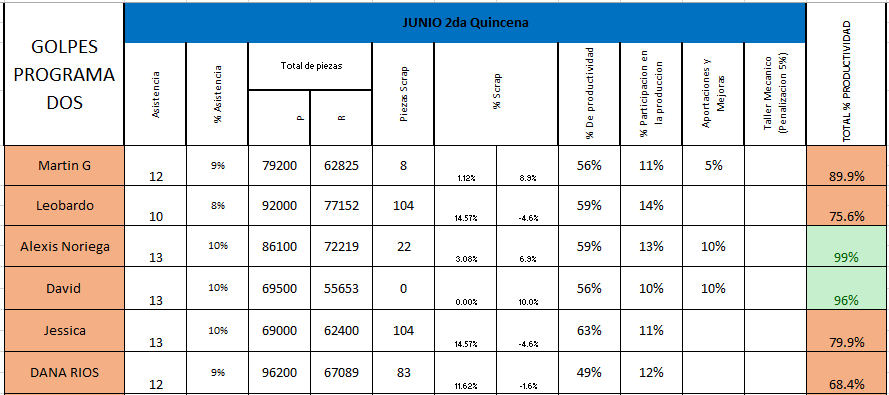 JUNIO 2da Quincena
GOLPES
PROGRAMA
DOS
Asistencia
% Asistencia
Total de piezas
P
R
Piezas Scrap
% Scrap
% De productividad
% Participacion en
la produccion
Aportaciones y
Mejoras
Taller Mecanico
(Penalizacion 5%)
TOTAL % PRODUCTIVIDAD
Martin G 12 9% 79200 62825 8 1.12% 8.9% 56% 11% 5% 89.9%
Leobardo 10 8% 92000 77152 104 14.57% -4.6% 59% 14% 75.6%
Alexis Noriega 13 10% 86100 72219 22 3.08% 6.9% 59% 13% 10% 99%
David 13 10% 69500 55653 0 0.00% 10.0% 56% 10% 10% 96%
Jessica 13 10% 69000 62400 104 14.57% -4.6% 63% 11% 79.9%
DANA RIOS 12 9% 96200 67089 83 11.62% -1.6% 49% 12% 68.4%